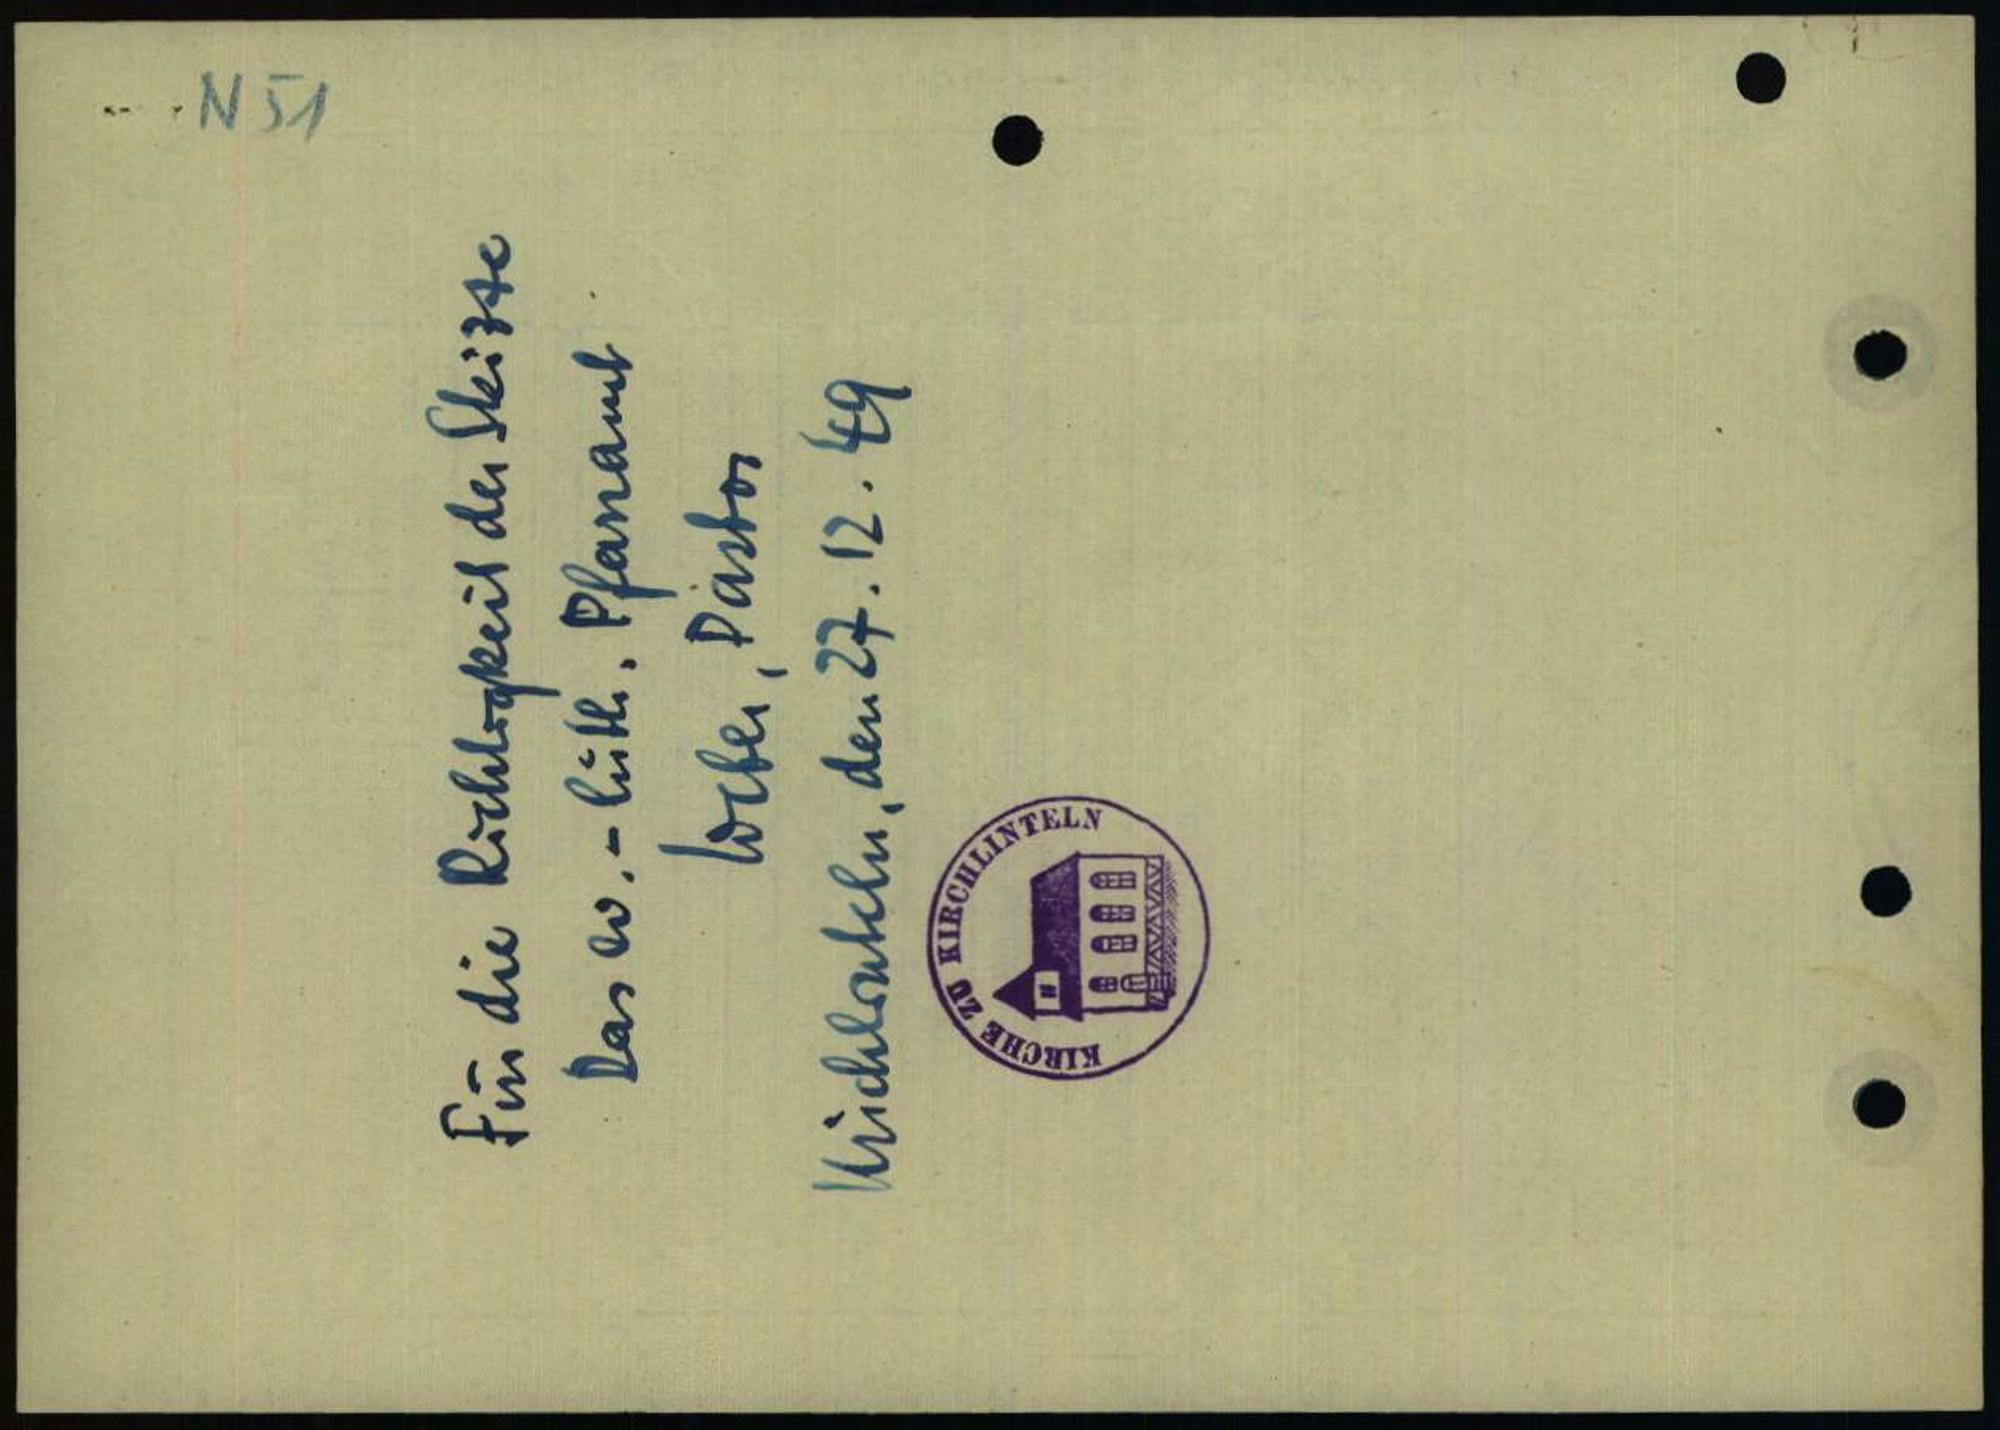 N 51
Für die Richtigkeit der Skizze
Das ev.-luth. Pfarramt
Weber, Pastor
Kirchlinteln, den 27.12.49
KIRCHE ZU KIRCHLINTELN